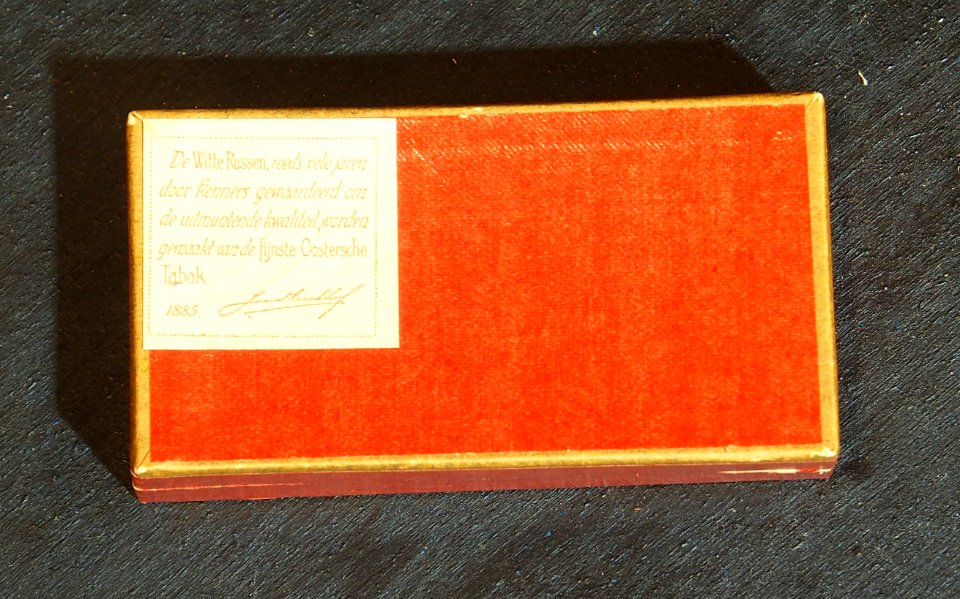 De Witte Russen, reeds vele jaren
door Kenners gewaardeerd om
de uitmuntende kwaliteit, worden
gemaakt van de fijnste Oostersche
Tabak.
1885.